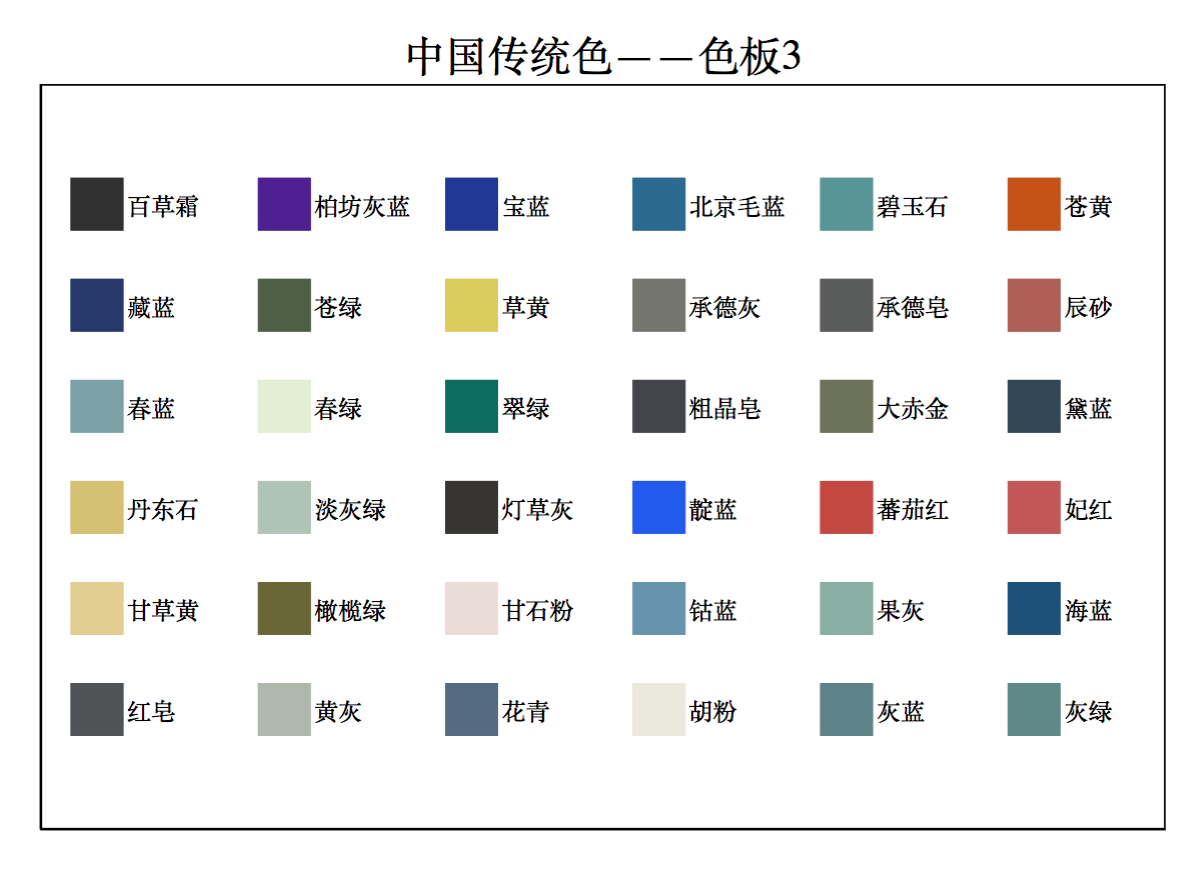 中国传统色——色板3
百草霜 柏坊灰蓝 宝蓝 北京毛蓝 碧玉石 苍黄
藏蓝 苍绿 草黄 承德灰 承德皂 辰砂
春蓝 春绿 翠绿 粗晶皂 大赤金 黛蓝
丹东石 淡灰绿 灯草灰 靛蓝 蕃茄红 妃红
甘草黄 橄榄绿 甘石粉 钴蓝 果灰 海蓝
红皂 黄灰 花青 胡粉 灰蓝 灰绿